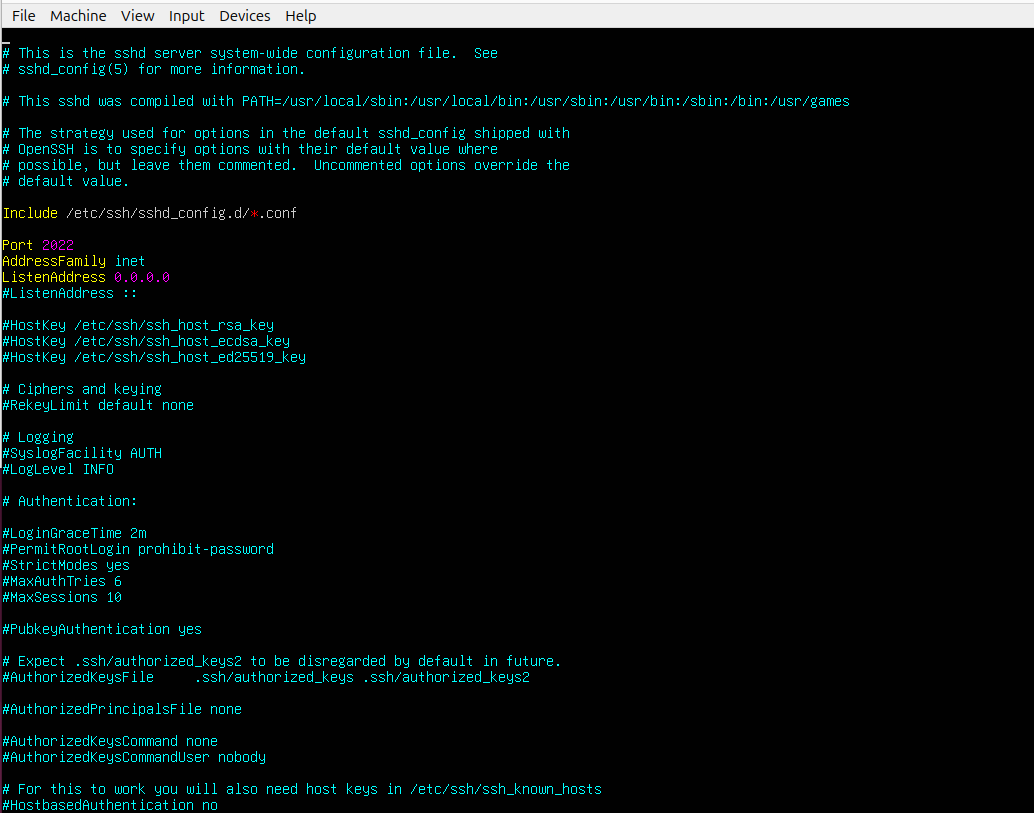 File Machine View Input Devices Help
# This is the sshd server system-wide configuration file.  See
# sshd_config(5) for more information.
# This sshd was compiled with PATH=/usr/local/sbin:/usr/local/bin:/usr/sbin:/usr/bin:/sbin:/bin:/usr/games
# The strategy used for options in the default sshd_config shipped with
# OpenSSH is to specify options with their default value where
# possible, but leave them commented.  Uncommented options override the
# default value.
Include /etc/ssh/sshd_config.d/*.conf
Port 2022
AddressFamily inet
ListenAddress 0.0.0.0
#ListenAddress ::
#HostKey /etc/ssh/ssh_host_rsa_key
#HostKey /etc/ssh/ssh_host_ecdsa_key
#HostKey /etc/ssh/ssh_host_ed25519_key
# Ciphers and keying
#RekeyLimit default none
# Logging
#SyslogFacility AUTH
#LogLevel INFO
# Authentication:
#LoginGraceTime 2m
#PermitRootLogin prohibit-password
#StrictModes yes
#MaxAuthTries 6
#MaxSessions 10
#PubkeyAuthentication yes
# Expect .ssh/authorized_keys2 to be disregarded by default in future.
#AuthorizedKeysFile     .ssh/authorized_keys .ssh/authorized_keys2
#AuthorizedPrincipalsFile none
#AuthorizedKeysCommand none
#AuthorizedKeysCommandUser nobody
# For this to work you will also need host keys in /etc/ssh/ssh_known_hosts
#HostbasedAuthentication no